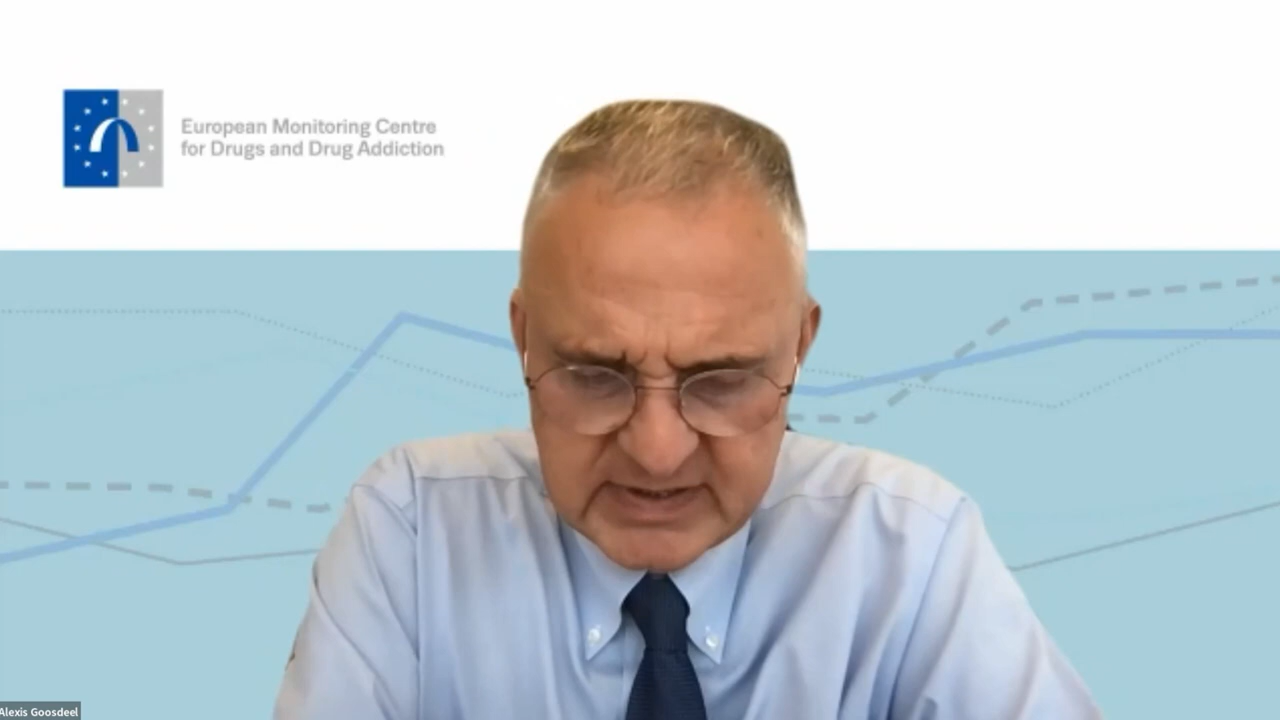 European Monitoring Centre
for Drugs and Drug Addiction
Alexis Goosdeel